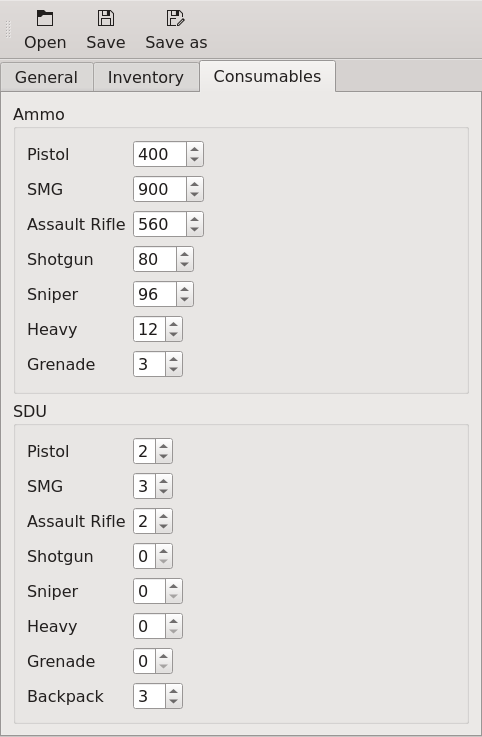 Open Save Save as
General Inventory Consumables
Ammo
Pistol 400
SMG 900
Assault Rifle 560
Shotgun 80
Sniper 96
Heavy 12
Grenade 3
SDU
Pistol 2
SMG 3
Assault Rifle 2
Shotgun 0
Sniper 0
Heavy 0
Grenade 0
Backpack 3